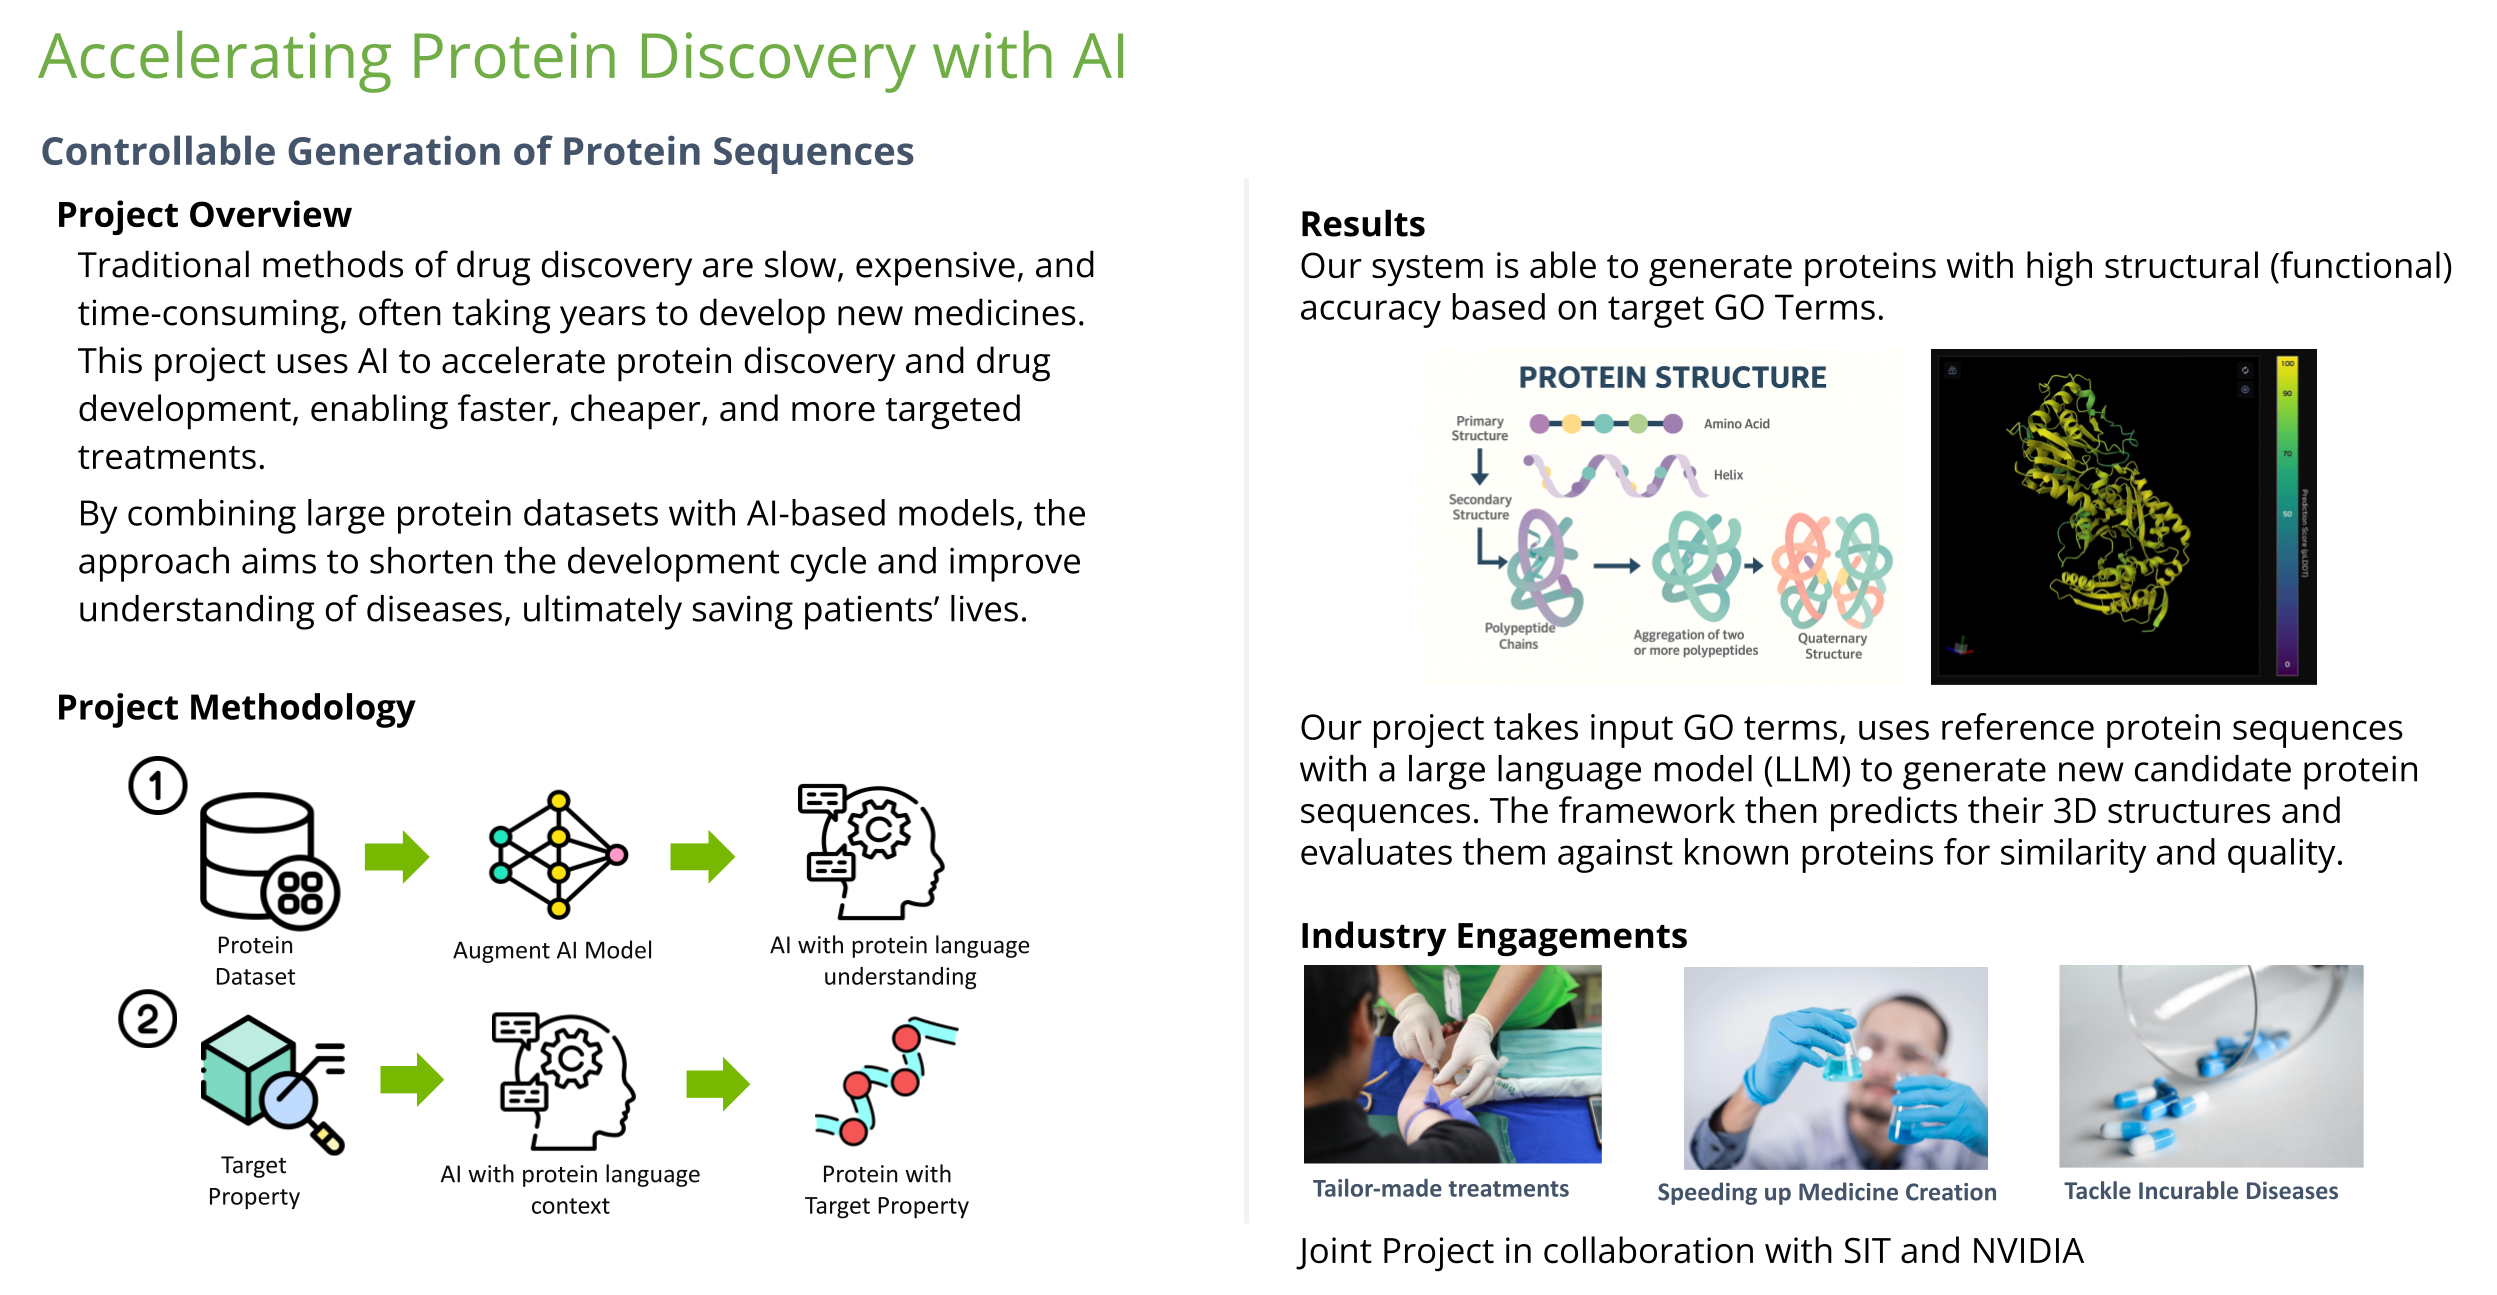 Accelerating Protein Discovery with AI
Controllable Generation of Protein Sequences
Project Overview
Traditional methods of drug discovery are slow, expensive, and
time-consuming, often taking years to develop new medicines.
This project uses AI to accelerate protein discovery and drug
development, enabling faster, cheaper, and more targeted
treatments.
By combining large protein datasets with AI-based models, the
approach aims to shorten the development cycle and improve
understanding of diseases, ultimately saving patients’ lives.
Project Methodology
1
Protein
Dataset
Augment AI Model
AI with protein language
understanding
2
Target
Property
AI with protein language
context
Protein with
Target Property
Results
Our system is able to generate proteins with high structural (functional)
accuracy based on target GO Terms.
PROTEIN STRUCTURE
Primary
Structure
Amino Acid
Helix
Secondary
Structure
Polypeptide
Chains
Aggregation of two
or more polypeptides
Quaternary
Structure
100
90
70
50
0
Prediction Score (pLDDT)
Our project takes input GO terms, uses reference protein sequences
with a large language model (LLM) to generate new candidate protein
sequences. The framework then predicts their 3D structures and
evaluates them against known proteins for similarity and quality.
Industry Engagements
Tailor-made treatments
Speeding up Medicine Creation
Tackle Incurable Diseases
Joint Project in collaboration with SIT and NVIDIA